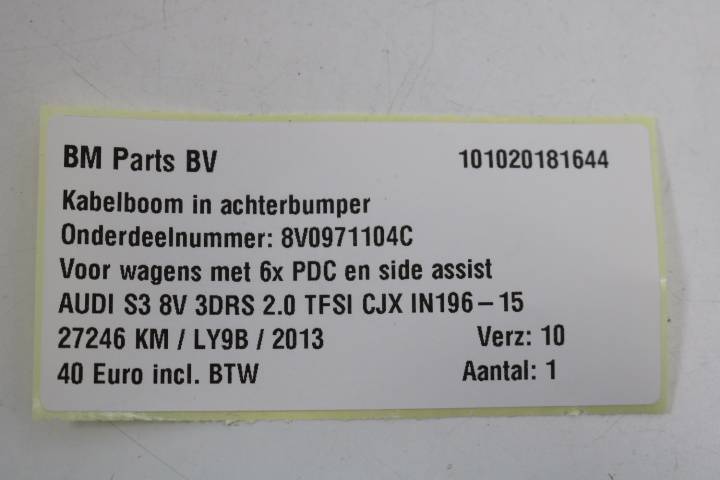 BM Parts BV 101020181644
Kabelboom in achterbumper
Onderdeelnummer: 8V0971104C
Voor wagens met 6x PDC en side assist
AUDI S3 8V 3DRS 2.0 TFSI CJX IN196 – 15
27246 KM / LY9B / 2013 Verz: 10
40 Euro incl. BTW Aantal: 1